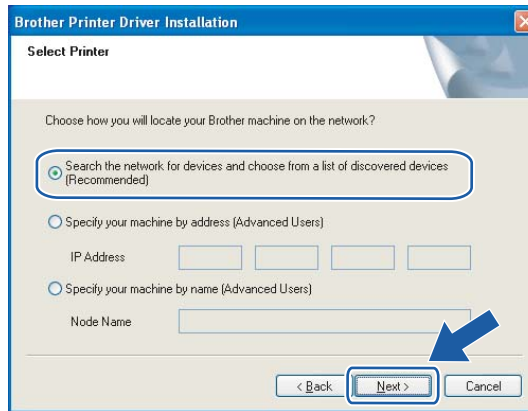 Brother Printer Driver Installation
Select Printer
Choose how you will locate your Brother machine on the network?
Search the network for devices and choose from a list of discovered devices
(Recommended)
Specify your machine by address (Advanced Users)
IP Address
Specify your machine by name (Advanced Users)
Node Name
< Back
Next >
Cancel